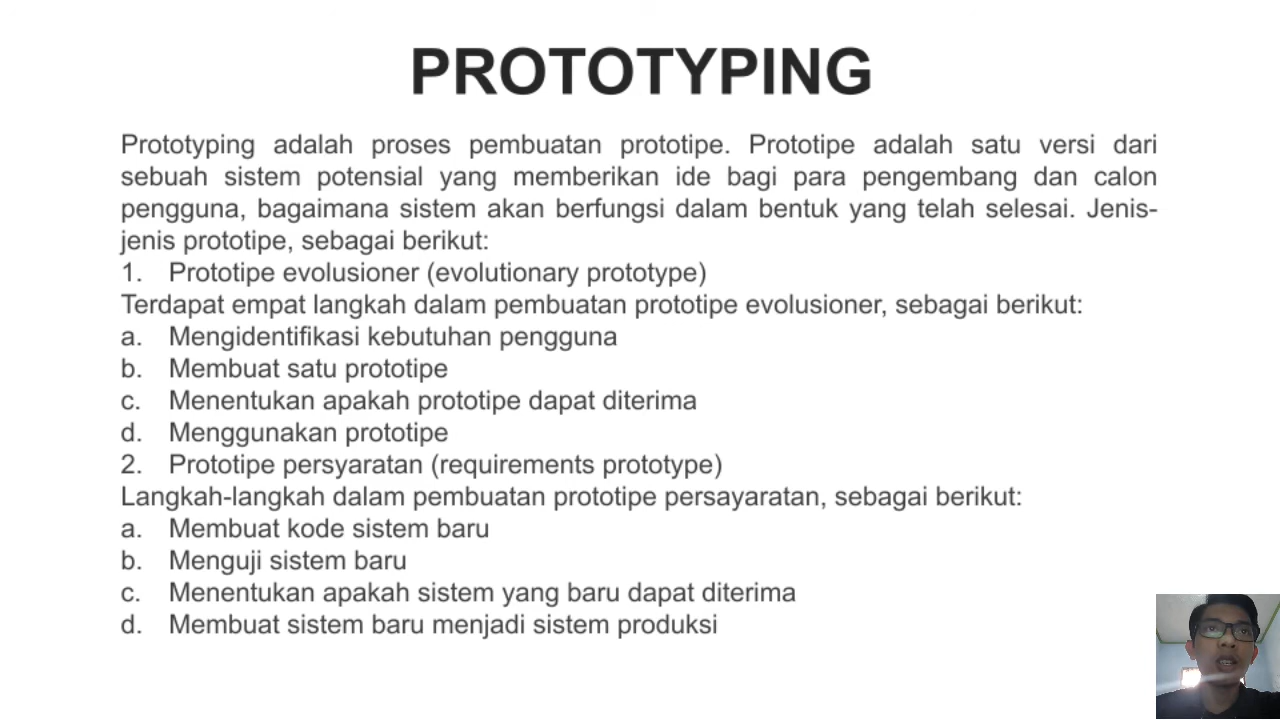 PROTOTYPING
Prototyping adalah proses pembuatan prototipe. Prototipe adalah satu versi dari
sebuah sistem potensial yang memberikan ide bagi para pengembang dan calon
pengguna, bagaimana sistem akan berfungsi dalam bentuk yang telah selesai. Jenis-
jenis prototipe, sebagai berikut:
1. Prototipe evolusioner (evolutionary prototype)
Terdapat empat langkah dalam pembuatan prototipe evolusioner, sebagai berikut:
a. Mengidentifikasi kebutuhan pengguna
b. Membuat satu prototipe
c. Menentukan apakah prototipe dapat diterima
d. Menggunakan prototipe
2. Prototipe persyaratan (requirements prototype)
Langkah-langkah dalam pembuatan prototipe persayaratan, sebagai berikut:
a. Membuat kode sistem baru
b. Menguji sistem baru
c. Menentukan apakah sistem yang baru dapat diterima
d. Membuat sistem baru menjadi sistem produksi